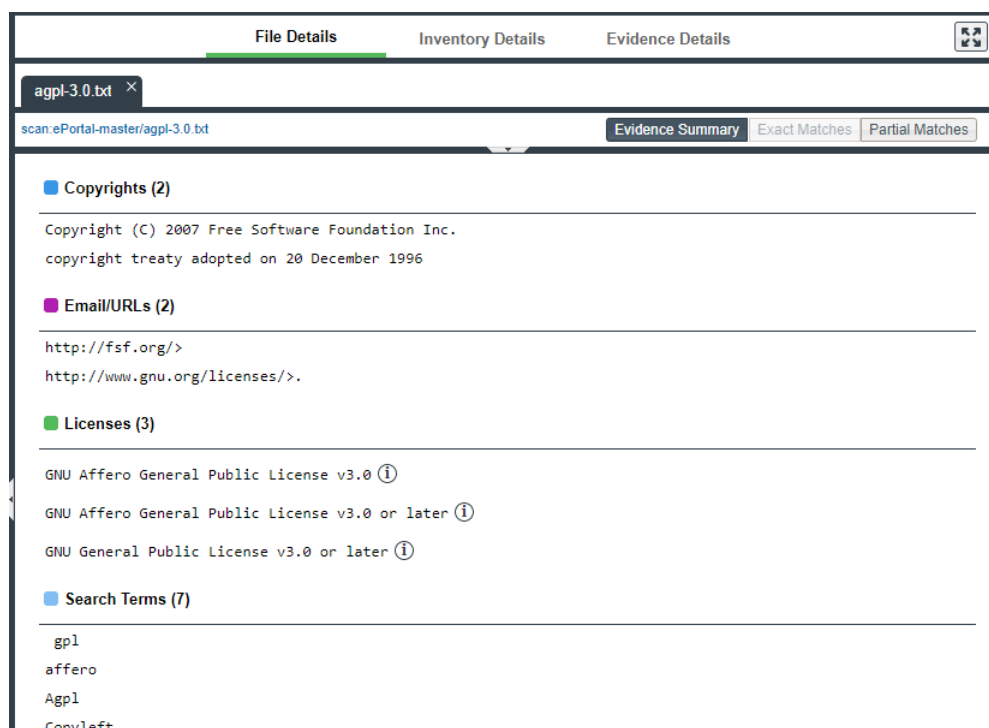 File Details Inventory Details Evidence Details
agpl-3.0.txt
scan:ePortal-master/agpl-3.0.txt Evidence Summary Exact Matches Partial Matches
Copyrights (2)
Copyright (C) 2007 Free Software Foundation Inc.
copyright treaty adopted on 20 December 1996
Email/URLs (2)
http://fsf.org/>
http://www.gnu.org/licenses/>.
Licenses (3)
GNU Affero General Public License v3.0
GNU Affero General Public License v3.0 or later
GNU General Public License v3.0 or later
Search Terms (7)
gpl
affero
Agpl
Copyleft